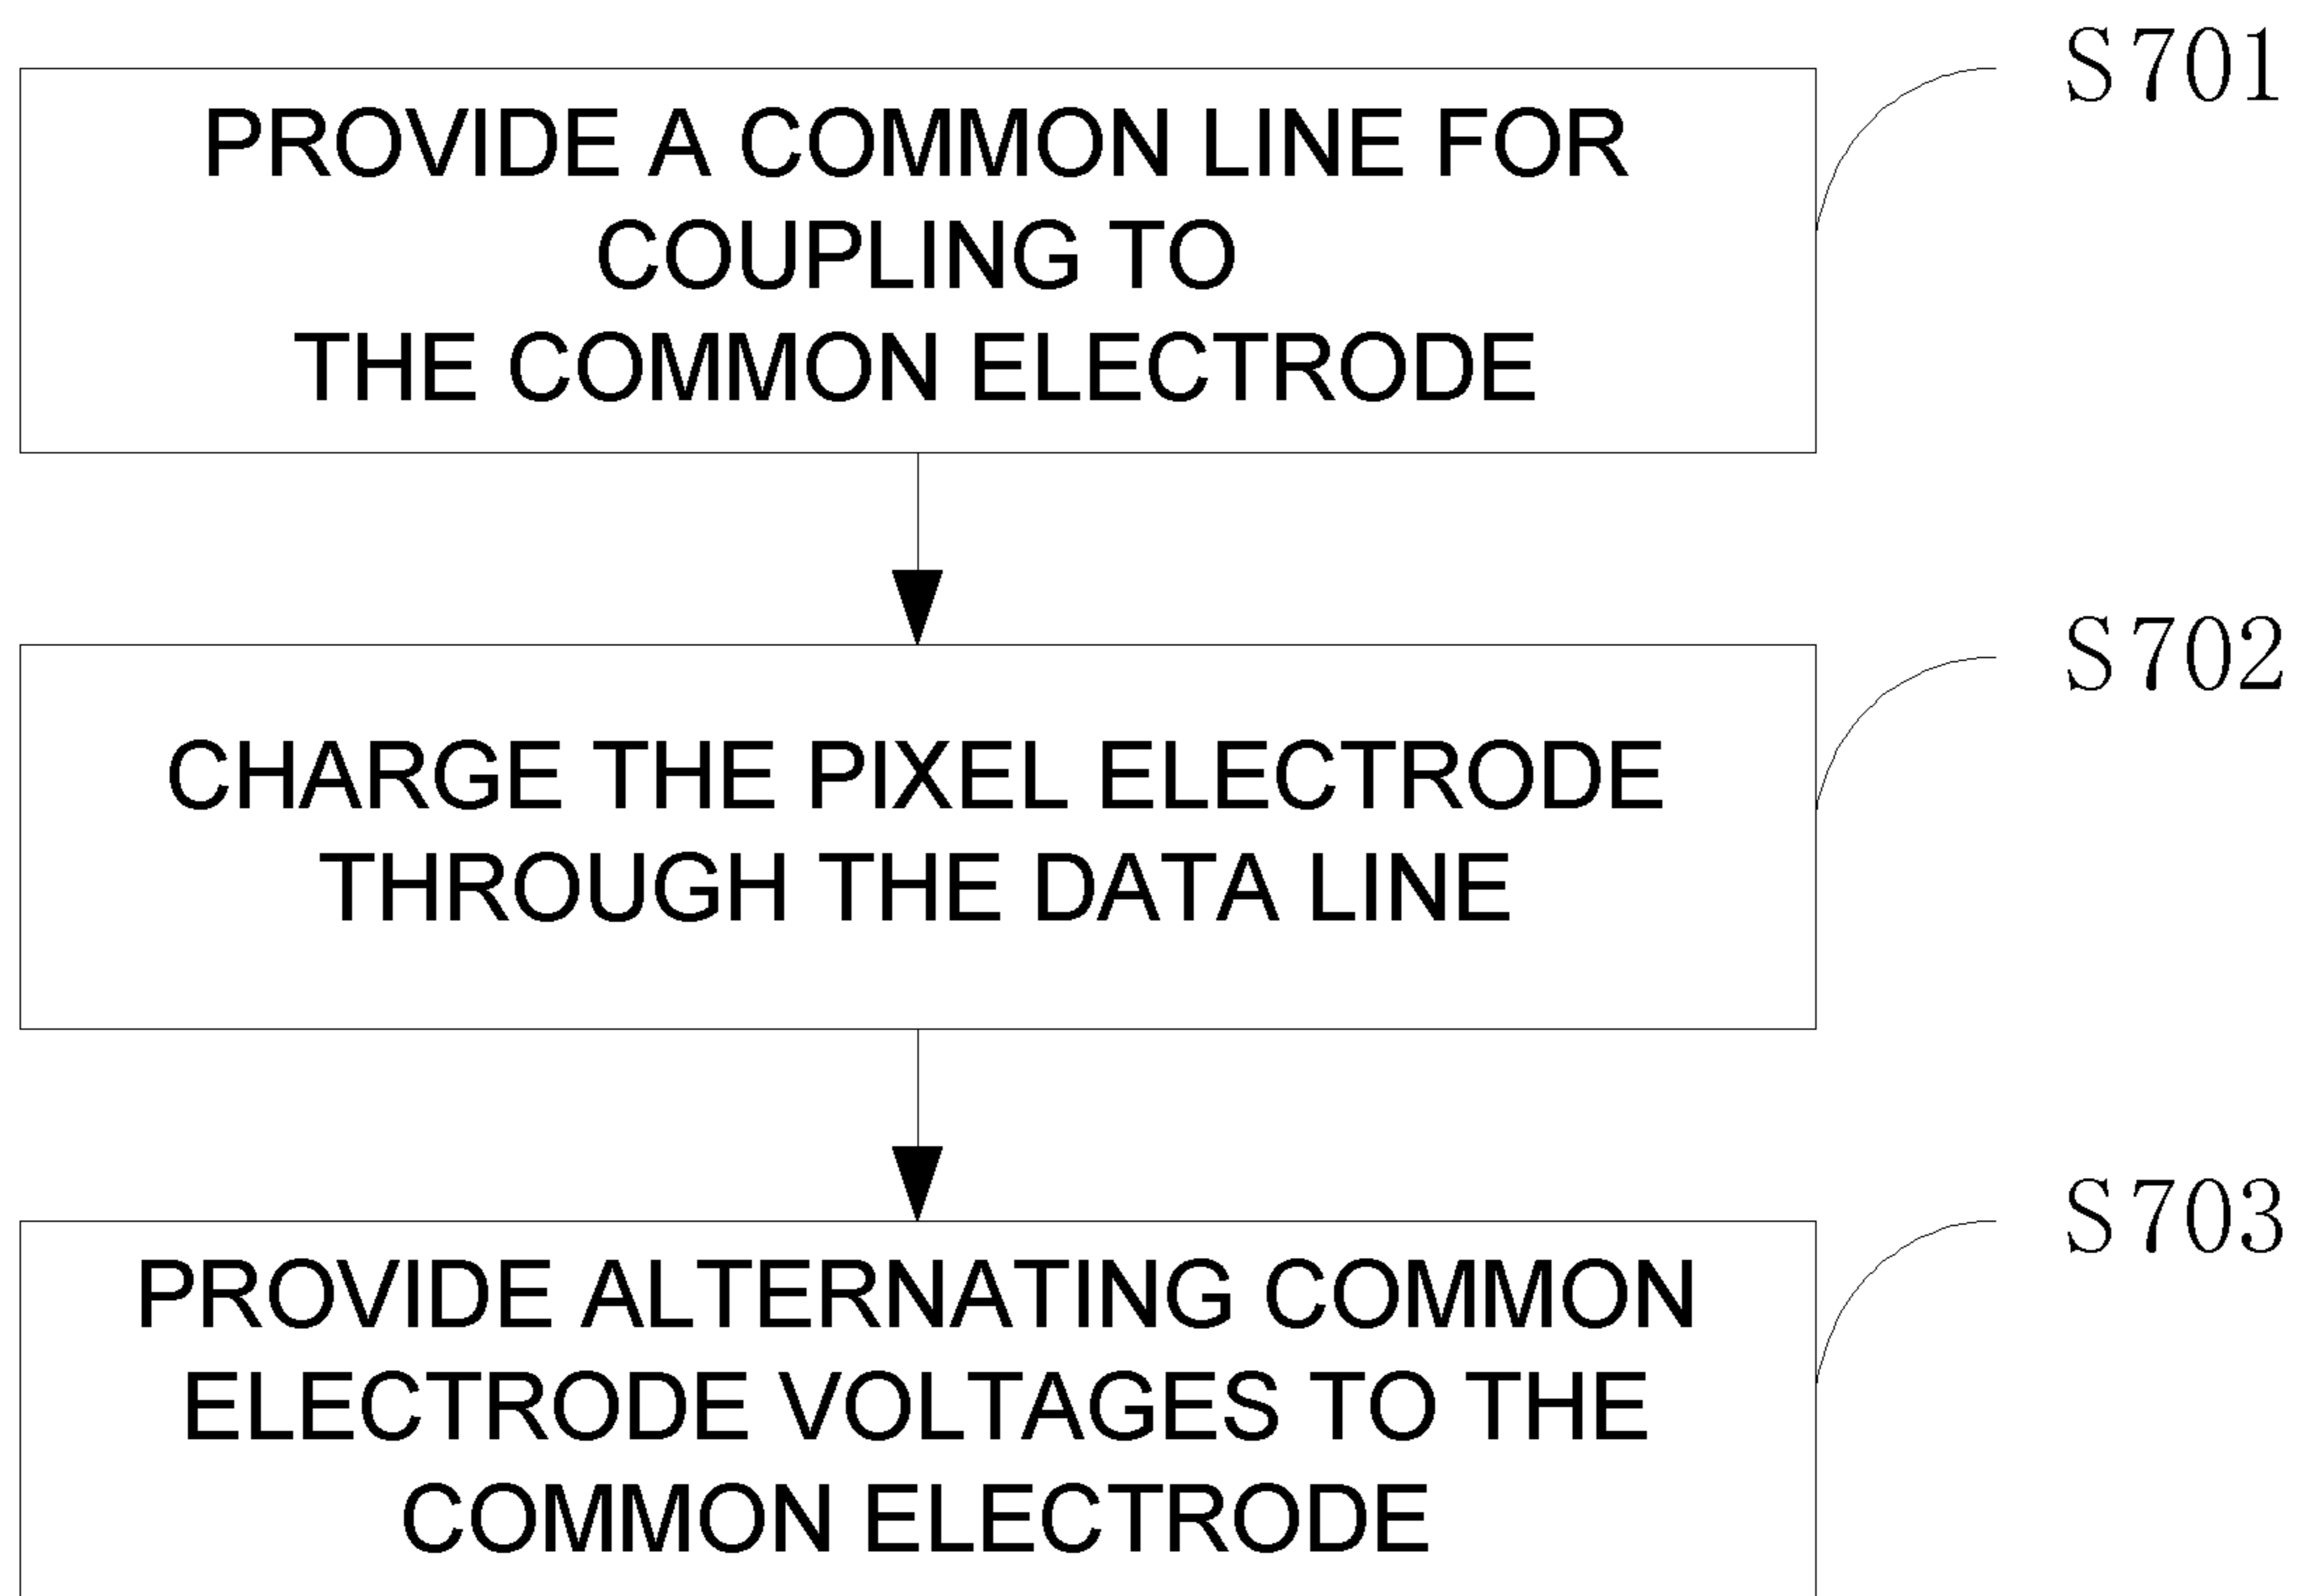 S701
PROVIDE A COMMON LINE FOR
COUPLING TO
THE COMMON ELECTRODE
S702
CHARGE THE PIXEL ELECTRODE
THROUGH THE DATA LINE
S703
PROVIDE ALTERNATING COMMON
ELECTRODE VOLTAGES TO THE
COMMON ELECTRODE